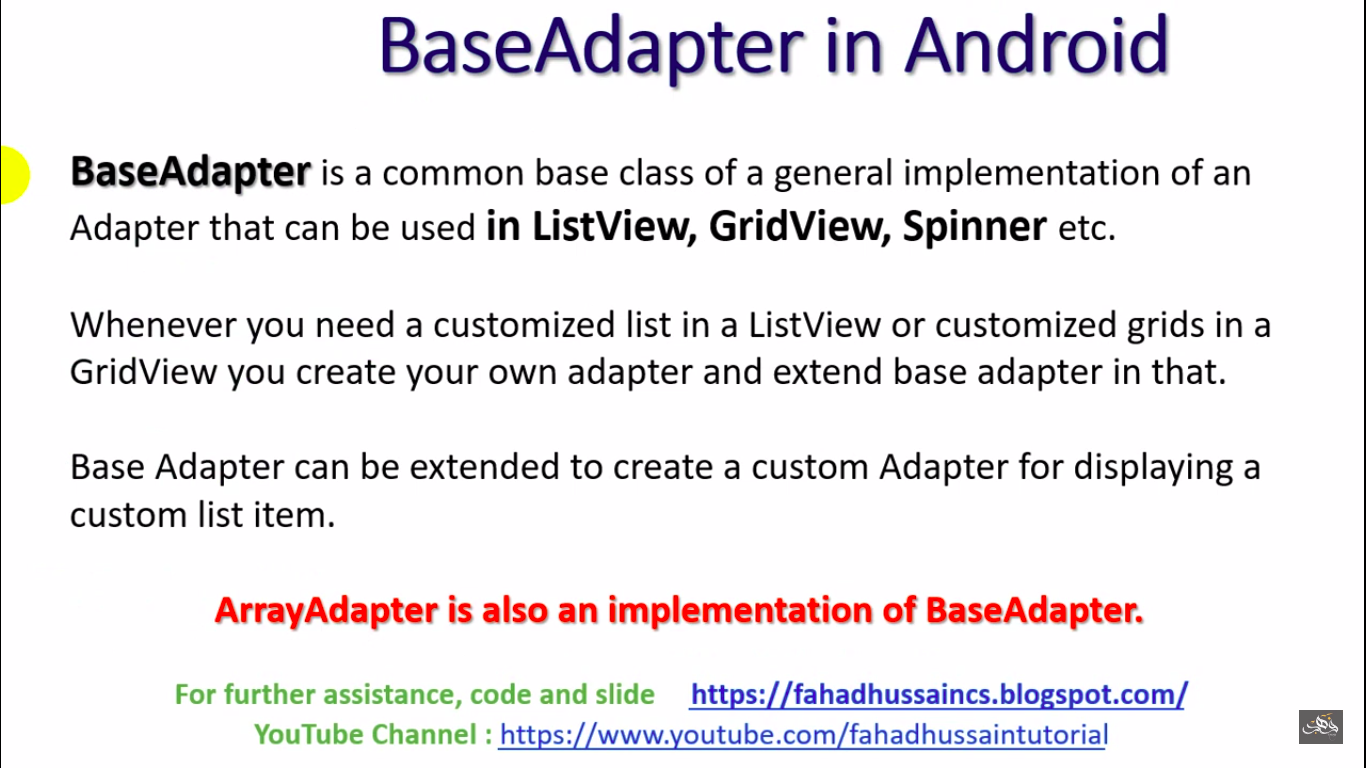 BaseAdapter in Android
BaseAdapter is a common base class of a general implementation of an
Adapter that can be used in ListView, GridView, Spinner etc.
Whenever you need a customized list in a ListView or customized grids in a
GridView you create your own adapter and extend base adapter in that.
Base Adapter can be extended to create a custom Adapter for displaying a
custom list item.
ArrayAdapter is also an implementation of BaseAdapter.
For further assistance, code and slide https://fahadhussaincs.blogspot.com/
YouTube Channel : https://www.youtube.com/fahadhussaintutorial